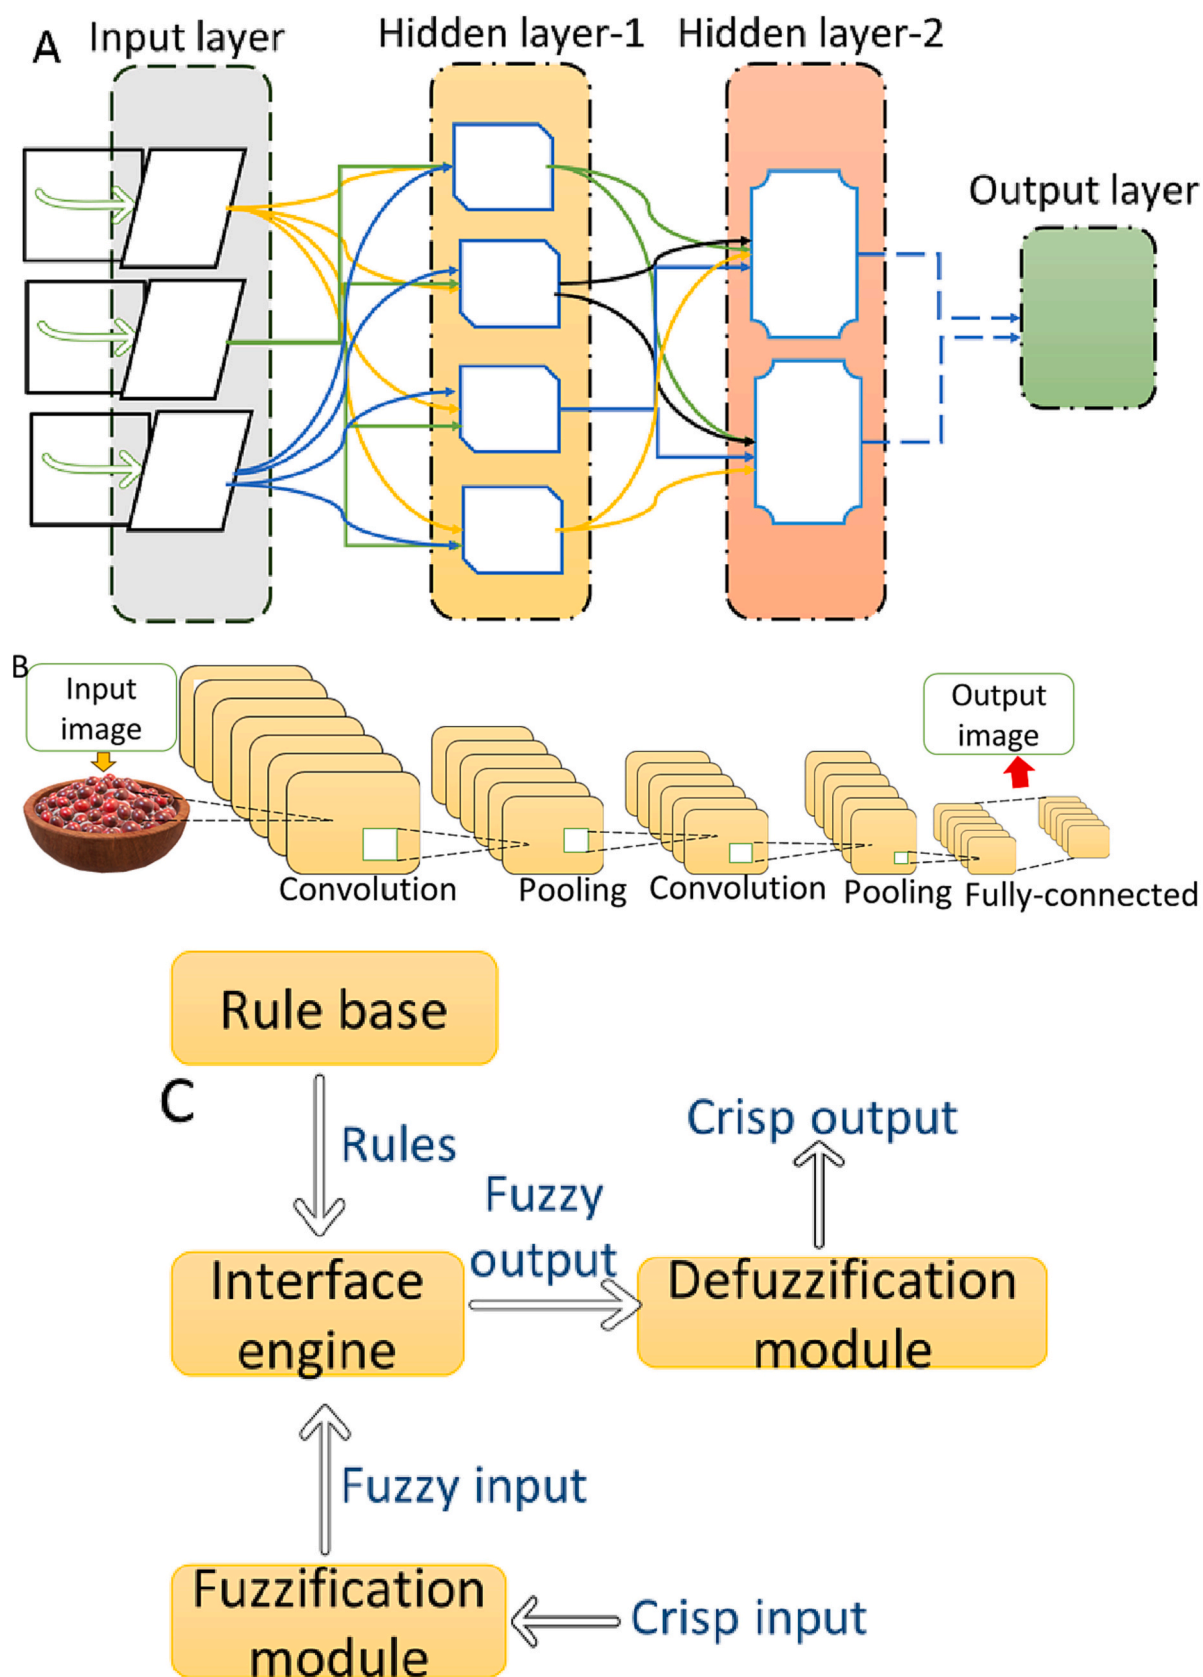 A
Input layer
Hidden layer-1
Hidden layer-2
Output layer
B
Input
image
Output
image
Convolution
Pooling
Convolution
Pooling
Fully-connected
Rule base
C
Rules
Crisp output
Fuzzy
output
Interface
engine
Defuzzification
module
Fuzzy input
Fuzzification
module
Crisp input